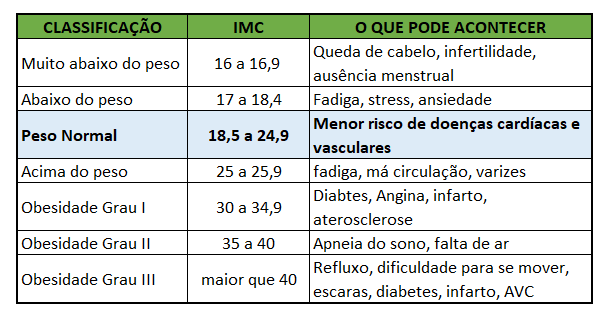 CLASSIFICAÇÃO IMC O QUE PODE ACONTECER
Muito abaixo do peso 16 a 16,9 Queda de cabelo, infertilidade,
ausência menstrual
Abaixo do peso 17 a 18,4 Fadiga, stress, ansiedade
Peso Normal 18,5 a 24,9 Menor risco de doenças cardíacas e
vasculares
Acima do peso 25 a 25,9 fadiga, má circulação, varizes
Obesidade Grau I 30 a 34,9 Diabtes, Angina, infarto,
aterosclerose
Obesidade Grau II 35 a 40 Apneia do sono, falta de ar
Obesidade Grau III maior que 40 Refluxo, dificuldade para se mover,
escaras, diabetes, infarto, AVC